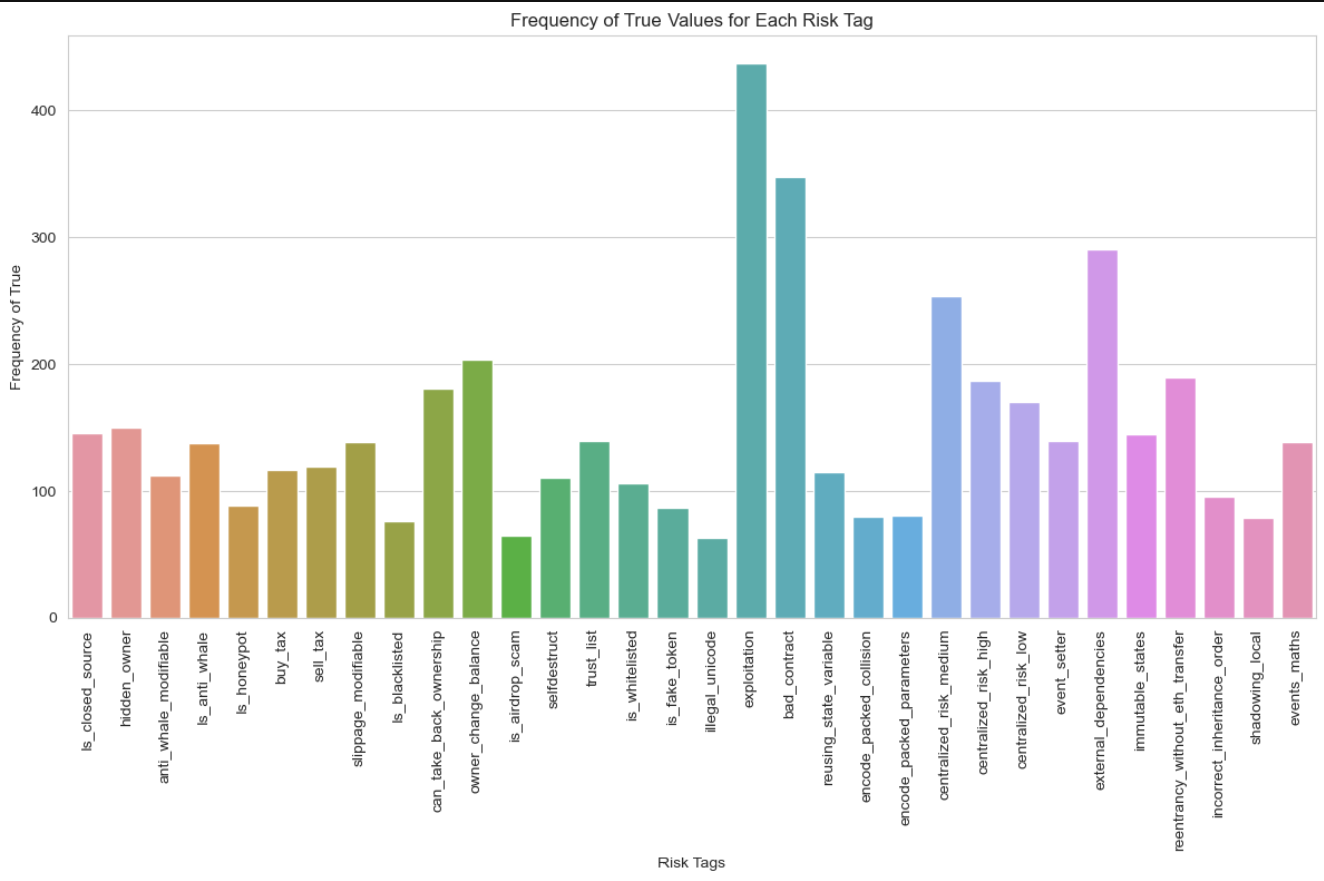 Frequency of True Values for Each Risk Tag
Frequency of True
400
300
200
100
0
Is_closed_source
hidden_owner
anti_whale_modifiable
Is_anti_whale
Is_honeypot
buy_tax
sell_tax
slippage_modifiable
Is_blacklisted
can_take_back_ownership
owner_change_balance
is_airdrop_scam
selfdestruct
trust_list
is_whitelisted
is_fake_token
illegal_unicode
exploitation
bad_contract
reusing_state_variable
encode_packed_collision
encode_packed_parameters
centralized_risk_medium
centralized_risk_high
centralized_risk_low
event_setter
external_dependencies
immutable_states
reentrancy_without_eth_transfer
incorrect_inheritance_order
shadowing_local
events_maths
Risk Tags